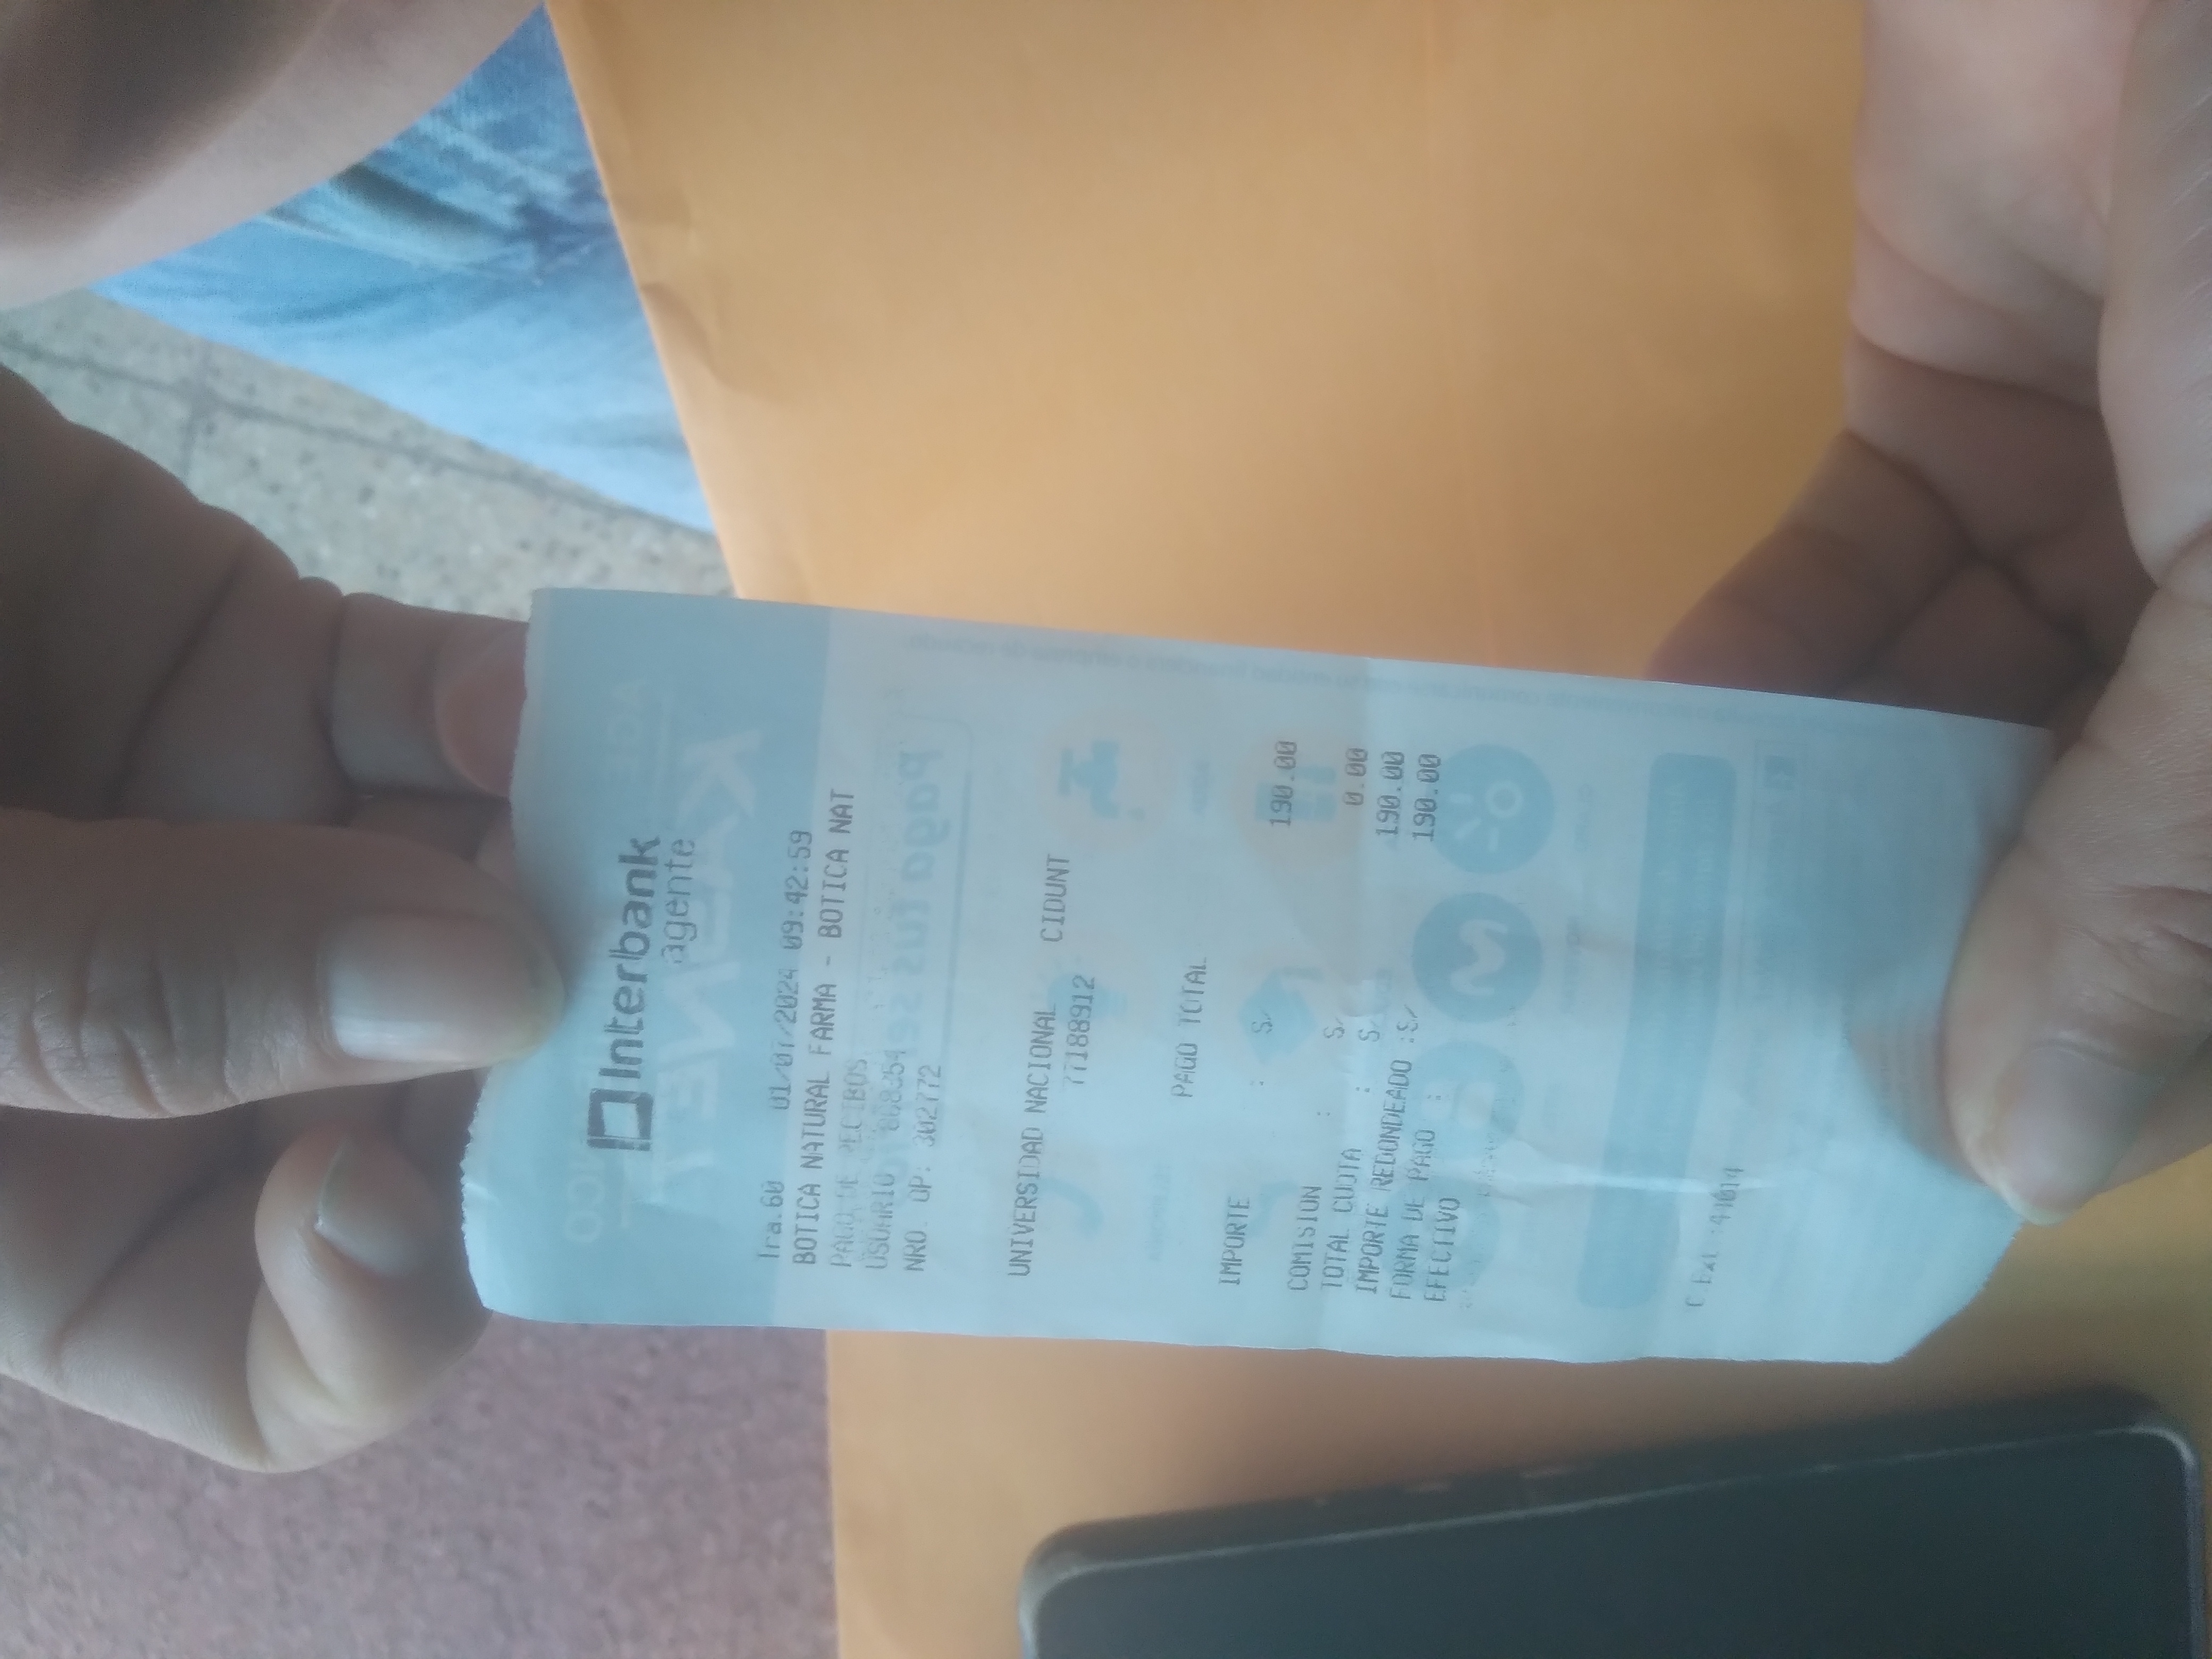 Interbank
agente
Tra.60 01/07/2024 09:42:59
BOTICA NATURAL FARMA - BOTICA NAT
PAGO DE RECIBOS
USUARIO
NRO. OP: 302772
UNIVERSIDAD NACIONAL CIDUNT
77188912
PAGO TOTAL
IMPORTE : S/ 190.00
COMISION : S/ 0.00
TOTAL CUOTA : S/ 190.00
IMPORTE REDONDEADO :S/ 190.00
FORMA DE PAGO :
EFECTIVO